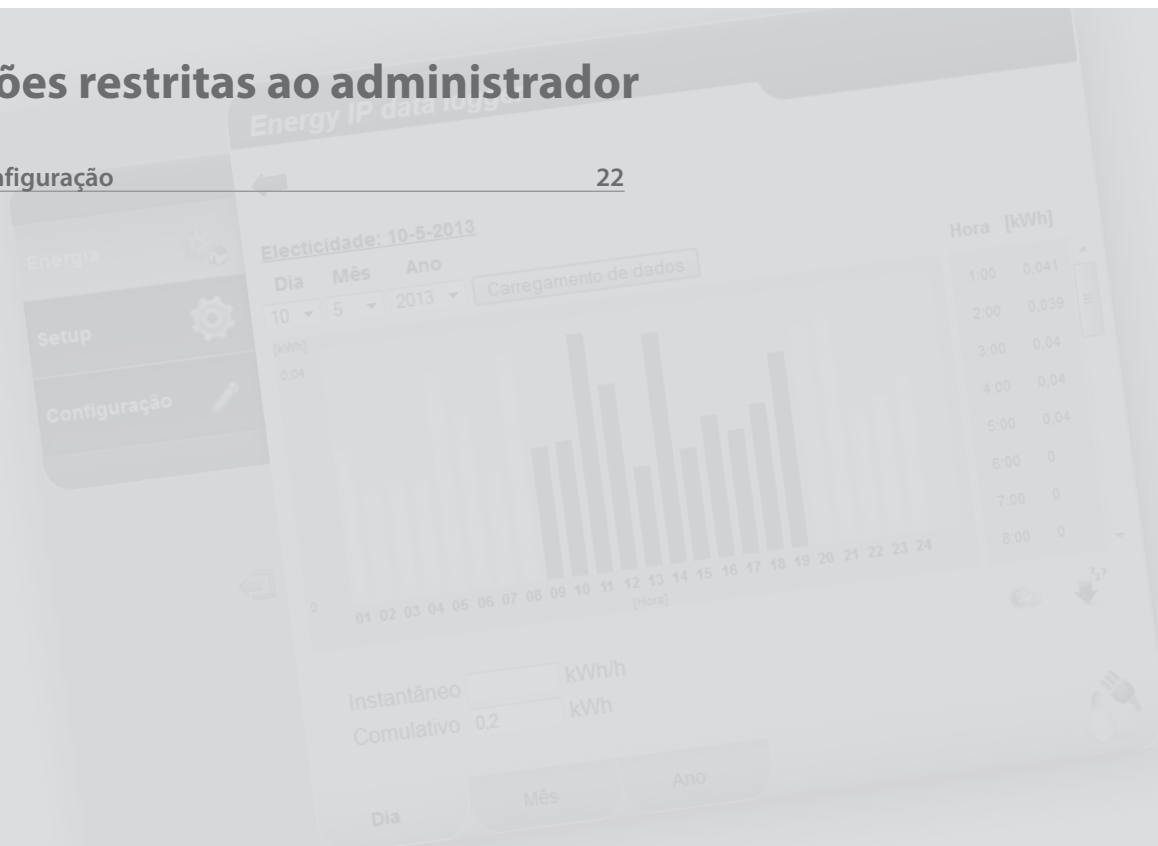 ões restritas ao administrador
Energy IP data logger
nfiguração 22
Energia
Setup
Configuração
Electicidade: 10-5-2013
Dia Mês Ano
10 5 2013 Carregamento de dados
[kWh]
0,04
0
01 02 03 04 05 06 07 08 09 10 11 12 13 14 15 16 17 18 19 20 21 22 23 24
[Hora]
Hora [kWh]
1:00 0,041
2:00 0,039
3:00 0,04
4:00 0,04
5:00 0,04
6:00 0
7:00 0
8:00 0
Instantâneo kWh/h
Comulativo 0,2 kWh
Dia Mês Ano